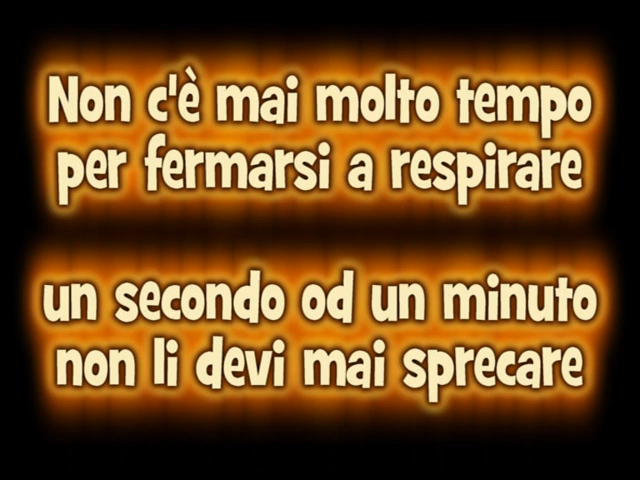 Non c'è mai molto tempo
per fermarsi a respirare
un secondo od un minuto
non li devi mai sprecare